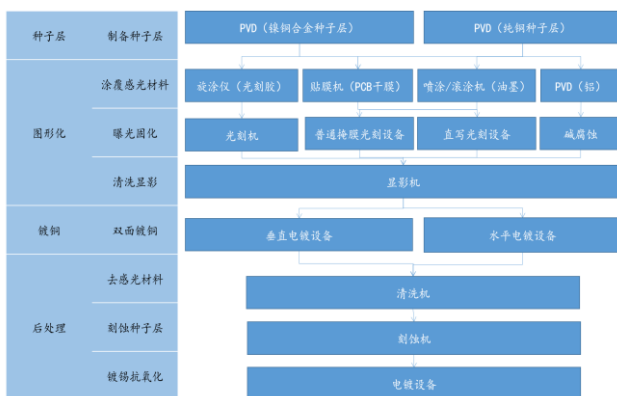 种子层
制备种子层
PVD（镍铜合金种子层）
PVD（纯铜种子层）
图形化
涂覆感光材料
旋涂仪（光刻胶）
贴膜机（PCB干膜）
喷涂/滚涂机（油墨）
PVD（铝）
曝光固化
光刻机
普通掩膜光刻设备
直写光刻设备
碱腐蚀
清洗显影
显影机
镀铜
双面镀铜
垂直电镀设备
水平电镀设备
后处理
去感光材料
清洗机
刻蚀种子层
刻蚀机
镀锡抗氧化
电镀设备